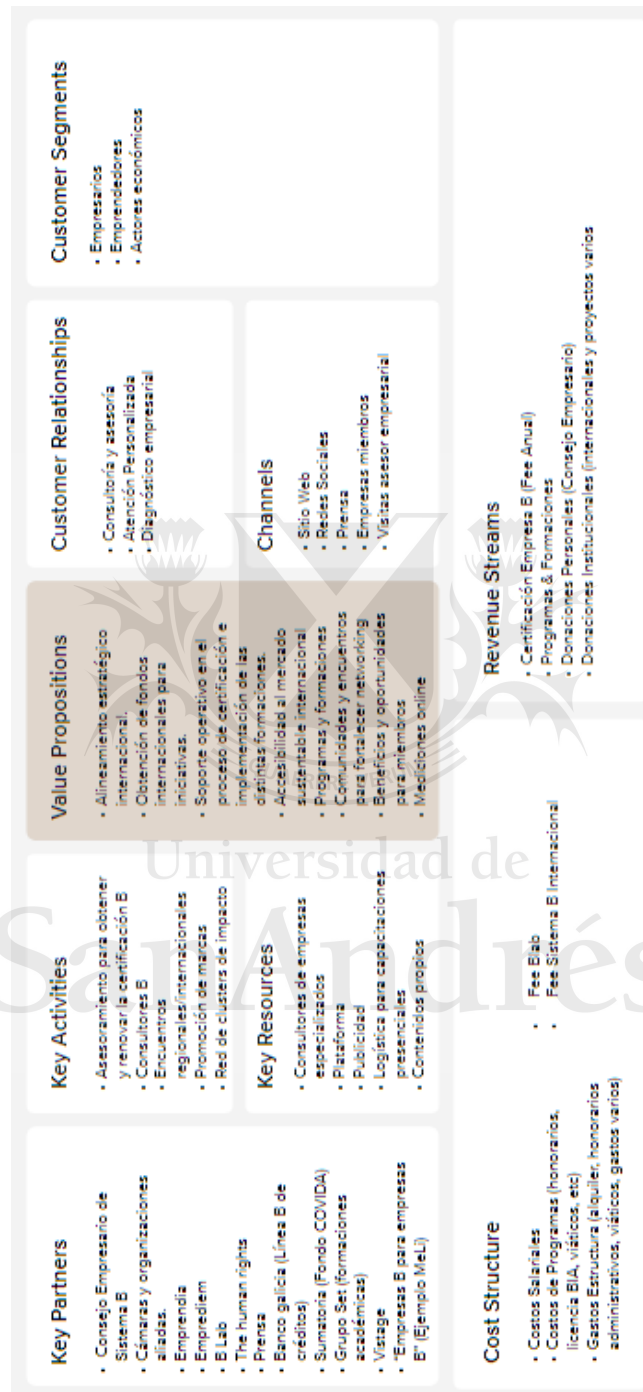 Key Partners
• Consejo Empresario de
Sistema B
• Cámaras y organizaciones
aliadas.
• Emprendia
• Emprediem
• B Lab
• The human rights
• Prensa
• Banco galicia (Línea B de
créditos)
• Sumatoria (Fondo COVIDA)
• Grupo Set (formaciones
académicas)
• Vistage
• "Empresas B para empresas
B" (Ejemplo MeLi)
Key Activities
• Asesoramiento para obtener
y renovar la certificación B
• Consultores B
• Encuentros
regionales/internacionales
• Promoción de marcas
• Red de clusters de impacto
Key Resources
• Consultores de empresas
especializados
• Plataforma
• Publicidad
• Logística para capacitaciones
presenciales
• Contenidos propios
Value Propositions
• Alineamiento estratégico
internacional.
• Obtención de fondos
internacionales para
iniciativas.
• Soporte operativo en el
proceso de certificación e
implementación de las
distintas formaciones.
• Accesibilidad al mercado
sustentable internacional
• Programas y formaciones
• Comunidades y encuentros
para fortalecer networking
• Beneficios y oportunidades
para miembros
• Mediciones online
Customer Relationships
• Consultoría y asesoría
• Atención Personalizada
• Diagnóstico empresarial
Channels
• Sitio Web
• Redes Sociales
• Prensa
• Empresas miembros
• Visitas asesor empresarial
Customer Segments
• Empresarios
• Emprendedores
• Actores económicos
Cost Structure
• Costos Salariales
• Costos de Programas (honorarios,
licencia BIA, viáticos, etc)
• Gastos Estructura (alquiler, honorarios
administrativos, viáticos, gastos varios)
• Fee Blab
• Fee Sistema B Internacional
Revenue Streams
• Certificación Empresa B (Fee Anual)
• Programas & Formaciones
• Donaciones Personales (Consejo Empresario)
• Donaciones Institucionales (internacionales y proyectos varios
Universidad de
SanAndrés